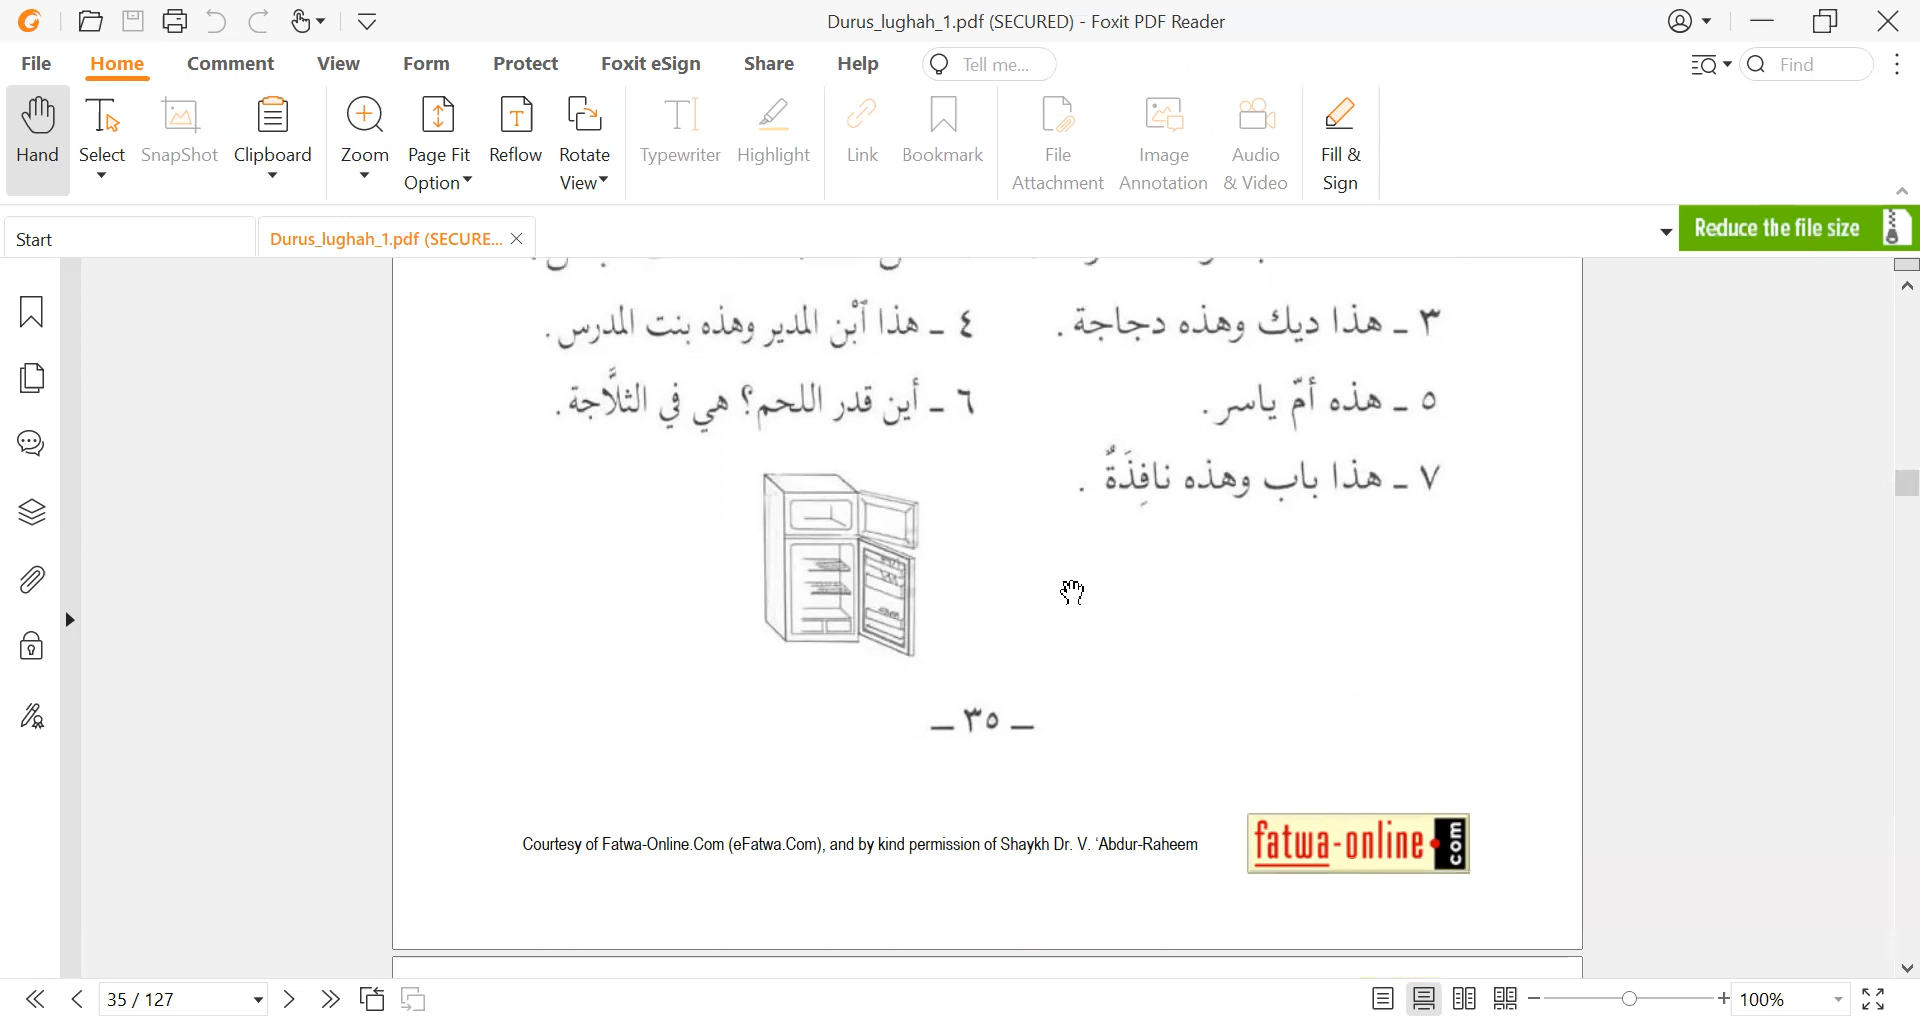 Durus_lughah_1.pdf (SECURED) - Foxit PDF Reader
File Home Comment View Form Protect Foxit eSign Share Help Tell me... Find
Hand Select SnapShot Clipboard Zoom Page Fit Option Reflow Rotate View Typewriter Highlight Link Bookmark File Attachment Image Annotation Audio & Video Fill & Sign
Start Durus_lughah_1.pdf (SECURE... Reduce the file size
٣ ـ هذا ديك وهذه دجاجة .
٤ ـ هذا ٱبْن المدير وهذه بنت المدرس .
٥ ـ هذه أمّ ياسر .
٦ ـ أين قدر اللحم؟ هي في الثلَّاجة .
٧ ـ هذا باب وهذه نافِذَةٌ .
– ٣٥ –
Courtesy of Fatwa-Online.Com (eFatwa.Com), and by kind permission of Shaykh Dr. V. ‘Abdur-Raheem
fatwa-online.com
35 / 127 100%